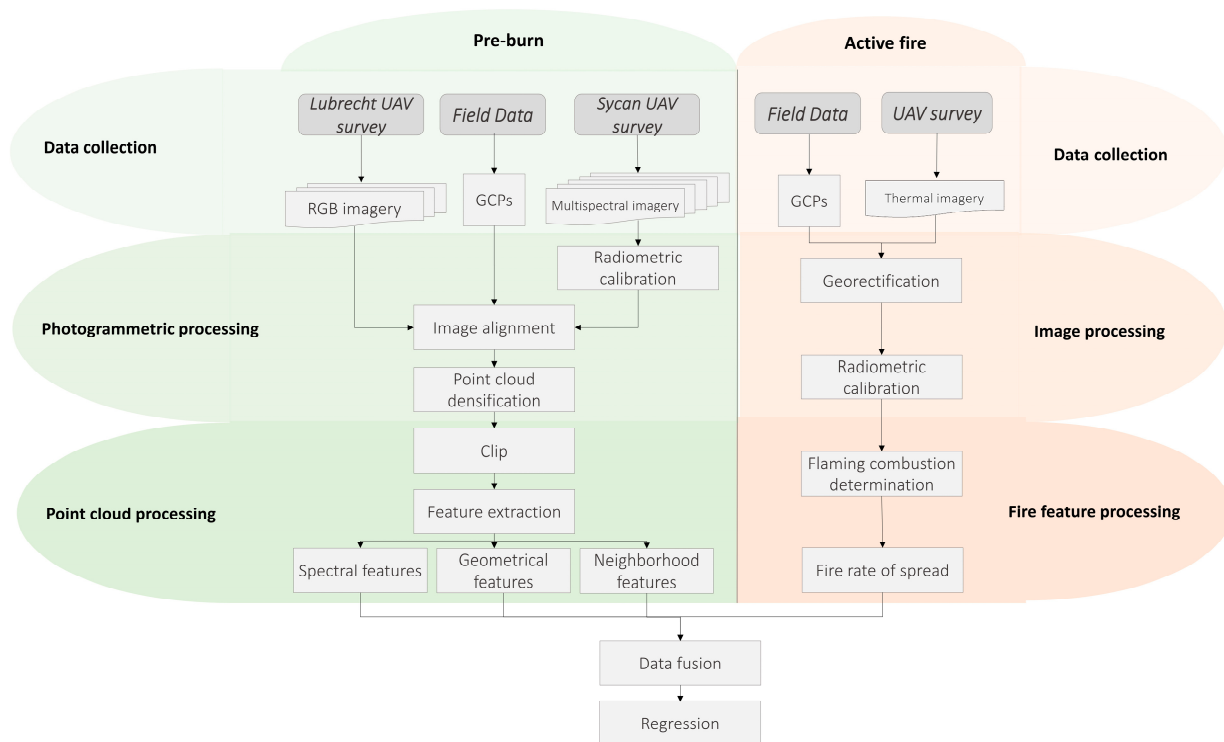 Pre-burn
Active fire
Data collection
Lubrecht UAV
survey
Field Data
Sycan UAV
survey
Field Data
UAV survey
Data collection
RGB imagery
GCPs
Multispectral imagery
GCPs
Thermal imagery
Radiometric
calibration
Georectification
Photogrammetric processing
Image alignment
Image processing
Point cloud
densification
Radiometric
calibration
Clip
Flaming combustion
determination
Point cloud processing
Feature extraction
Fire feature processing
Spectral features
Geometrical
features
Neighborhood
features
Fire rate of spread
Data fusion
Regression